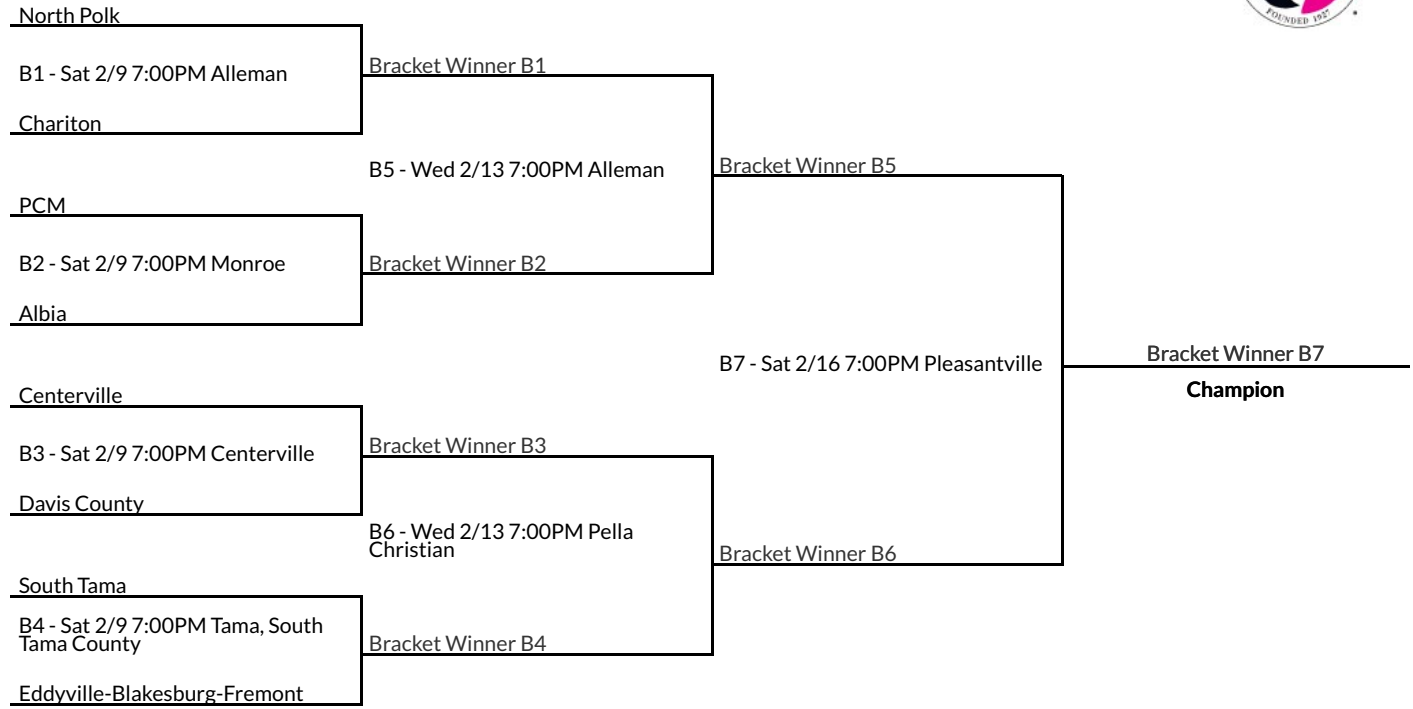 FOUNDED 1927
North Polk
B1 - Sat 2/9 7:00PM Alleman
Chariton
PCM
B2 - Sat 2/9 7:00PM Monroe
Albia
Centerville
B3 - Sat 2/9 7:00PM Centerville
Davis County
South Tama
B4 - Sat 2/9 7:00PM Tama, South
Tama County
Eddyville-Blakesburg-Fremont
Bracket Winner B1
B5 - Wed 2/13 7:00PM Alleman
Bracket Winner B2
Bracket Winner B3
B6 - Wed 2/13 7:00PM Pella
Christian
Bracket Winner B4
Bracket Winner B5
B7 - Sat 2/16 7:00PM Pleasantville
Bracket Winner B6
Bracket Winner B7
Champion